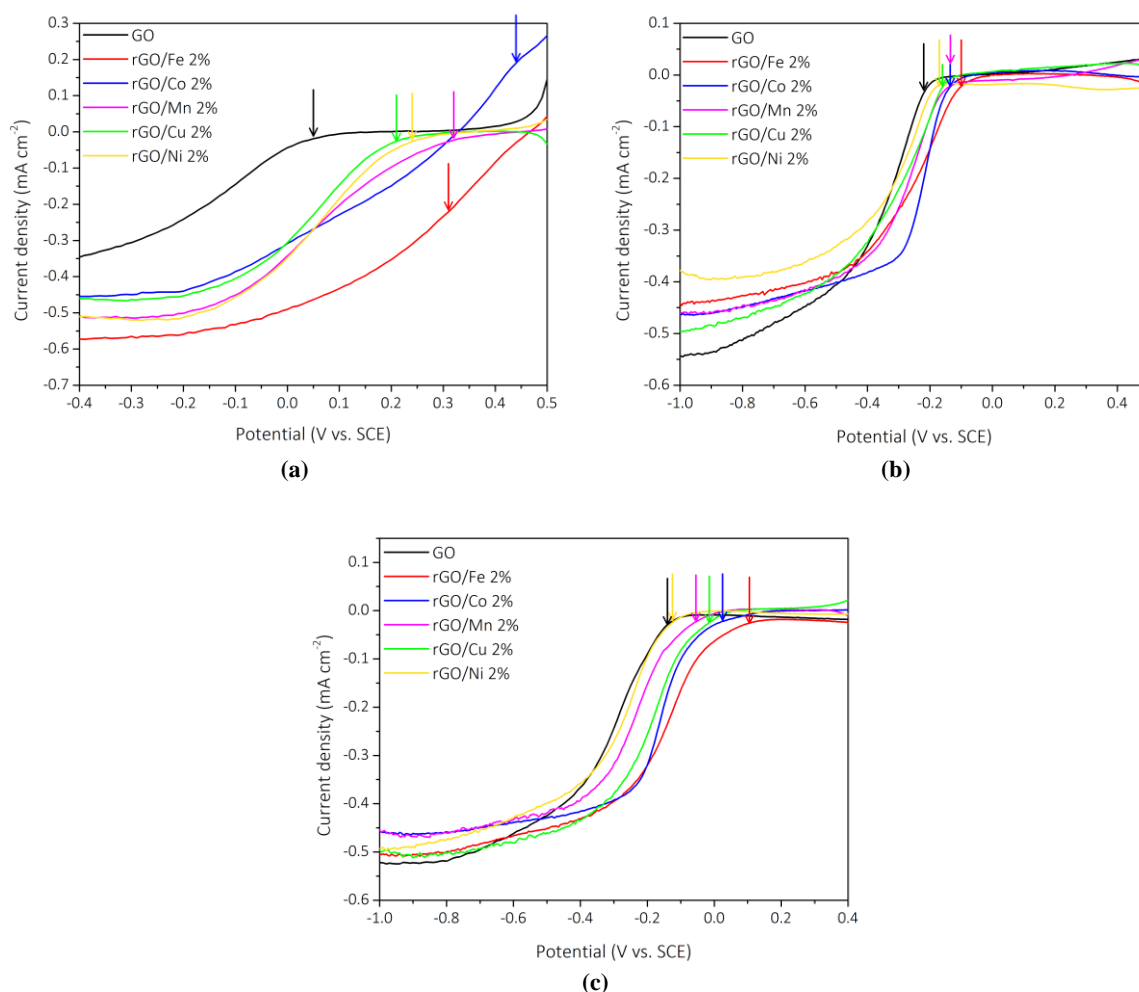 0.3
0.2
0.1
0.0
-0.1
-0.2
-0.3
-0.4
-0.5
-0.6
-0.7
Current density (mA cm⁻²)
GO
rGO/Fe 2%
rGO/Co 2%
rGO/Mn 2%
rGO/Cu 2%
rGO/Ni 2%
-0.4 -0.3 -0.2 -0.1 0.0 0.1 0.2 0.3 0.4 0.5
Potential (V vs. SCE)
(a)
0.1
0.0
-0.1
-0.2
-0.3
-0.4
-0.5
-0.6
Current density (mA cm⁻²)
GO
rGO/Fe 2%
rGO/Co 2%
rGO/Mn 2%
rGO/Cu 2%
rGO/Ni 2%
-1.0 -0.8 -0.6 -0.4 -0.2 0.0 0.2 0.4
Potential (V vs. SCE)
(b)
0.1
0.0
-0.1
-0.2
-0.3
-0.4
-0.5
-0.6
Current density (mA cm⁻²)
GO
rGO/Fe 2%
rGO/Co 2%
rGO/Mn 2%
rGO/Cu 2%
rGO/Ni 2%
-1.0 -0.8 -0.6 -0.4 -0.2 0.0 0.2 0.4
Potential (V vs. SCE)
(c)